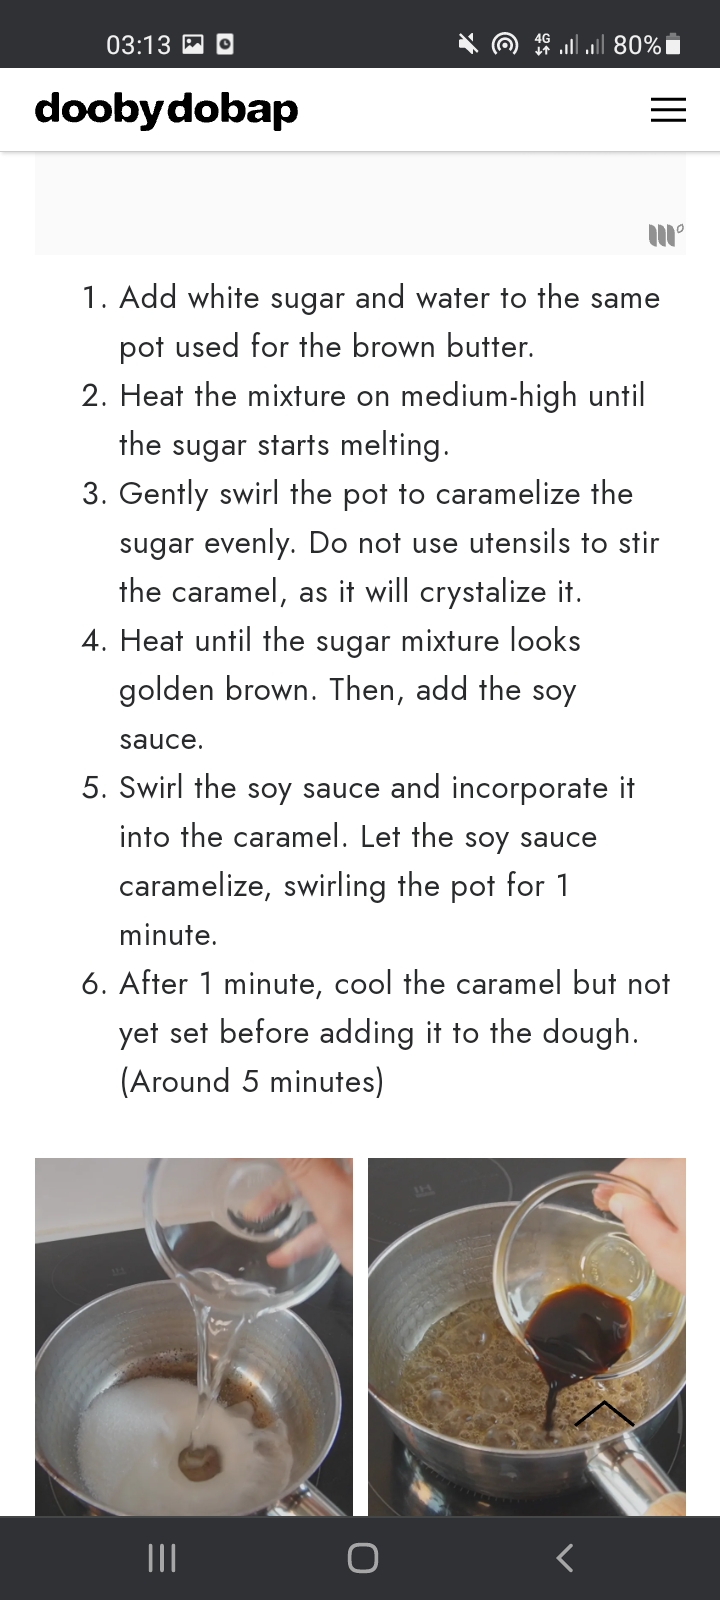 03:13
4G
80%
doobydobap
1. Add white sugar and water to the same
pot used for the brown butter.
2. Heat the mixture on medium-high until
the sugar starts melting.
3. Gently swirl the pot to caramelize the
sugar evenly. Do not use utensils to stir
the caramel, as it will crystalize it.
4. Heat until the sugar mixture looks
golden brown. Then, add the soy
sauce.
5. Swirl the soy sauce and incorporate it
into the caramel. Let the soy sauce
caramelize, swirling the pot for 1
minute.
6. After 1 minute, cool the caramel but not
yet set before adding it to the dough.
(Around 5 minutes)